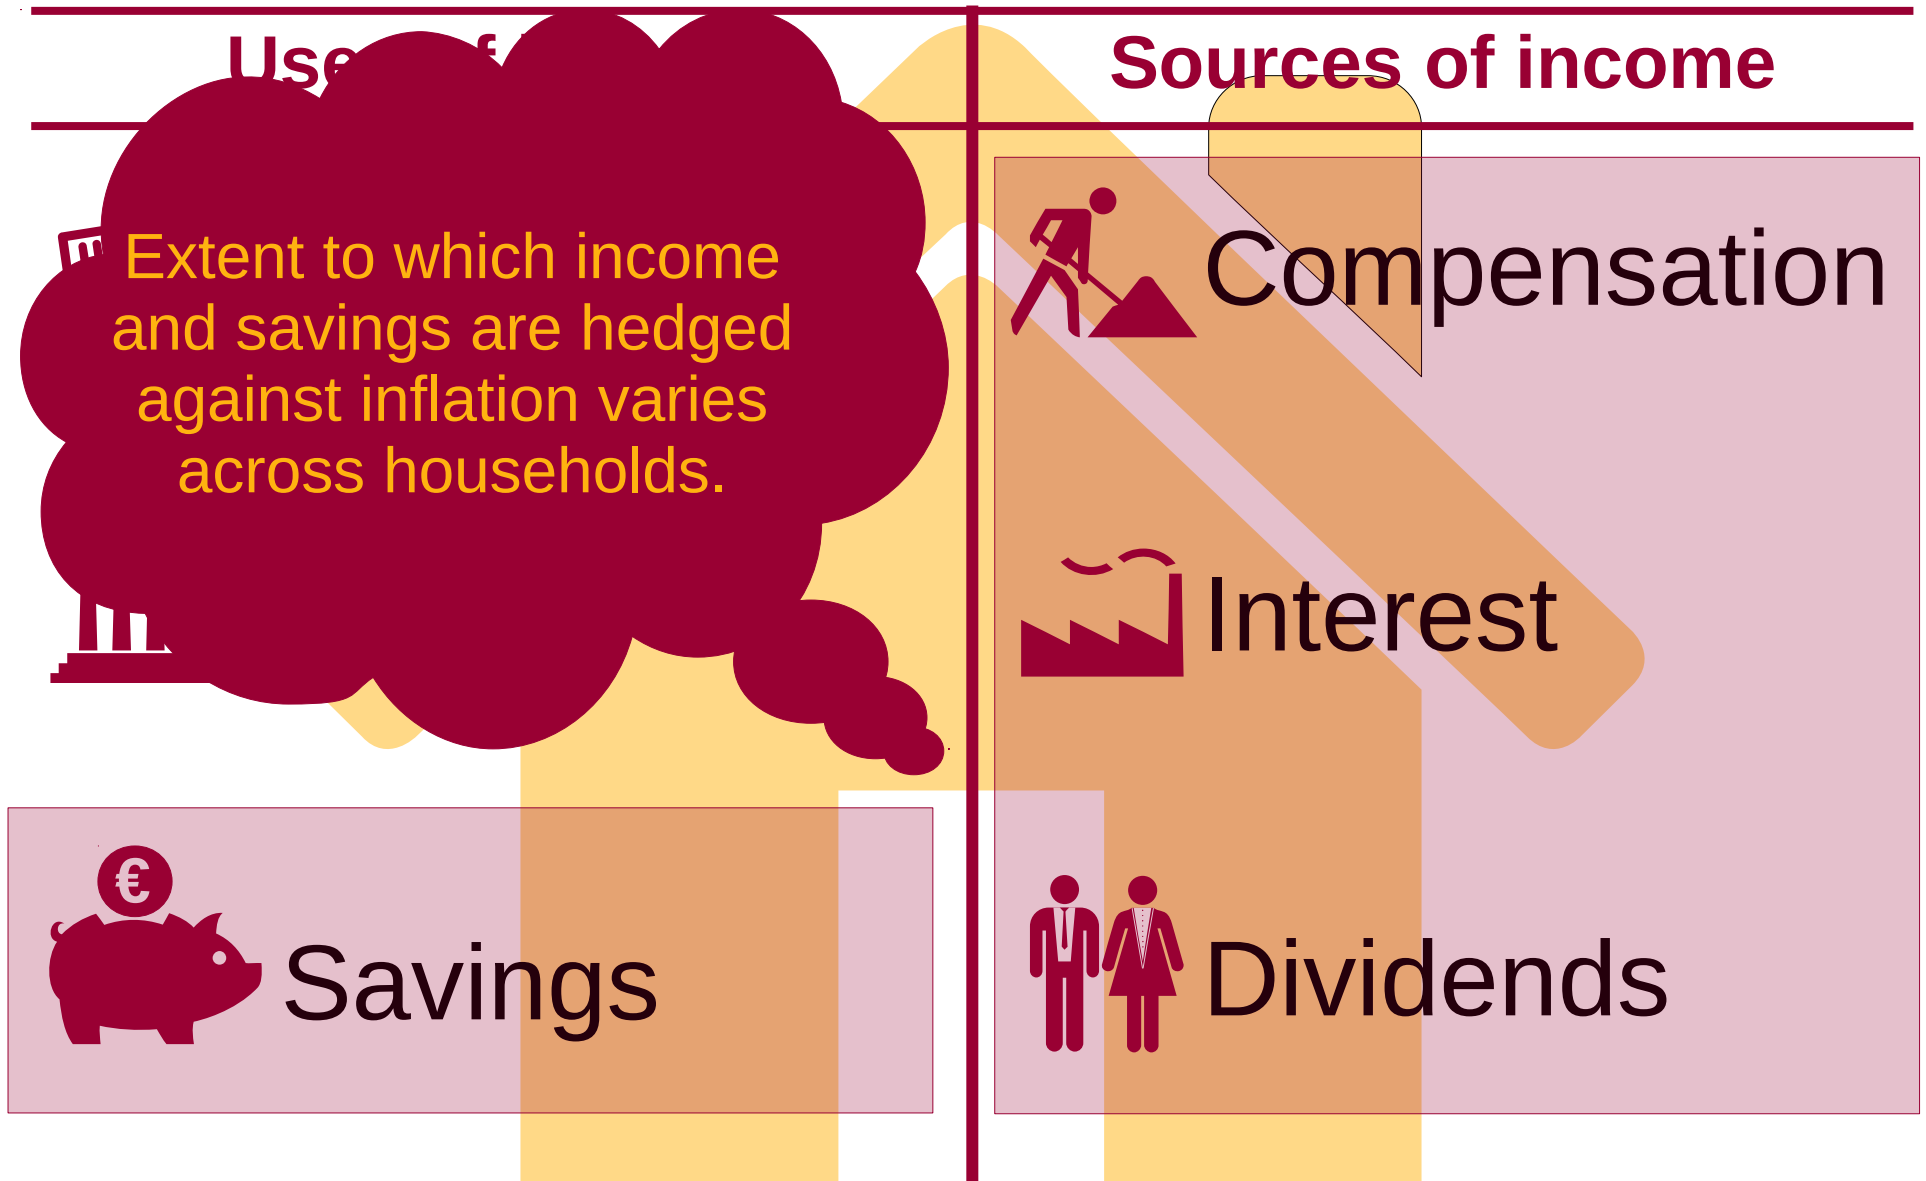 Sources of income
Extent to which income
and savings are hedged
against inflation varies
across households.
€
Savings
Compensation
Interest
Dividends